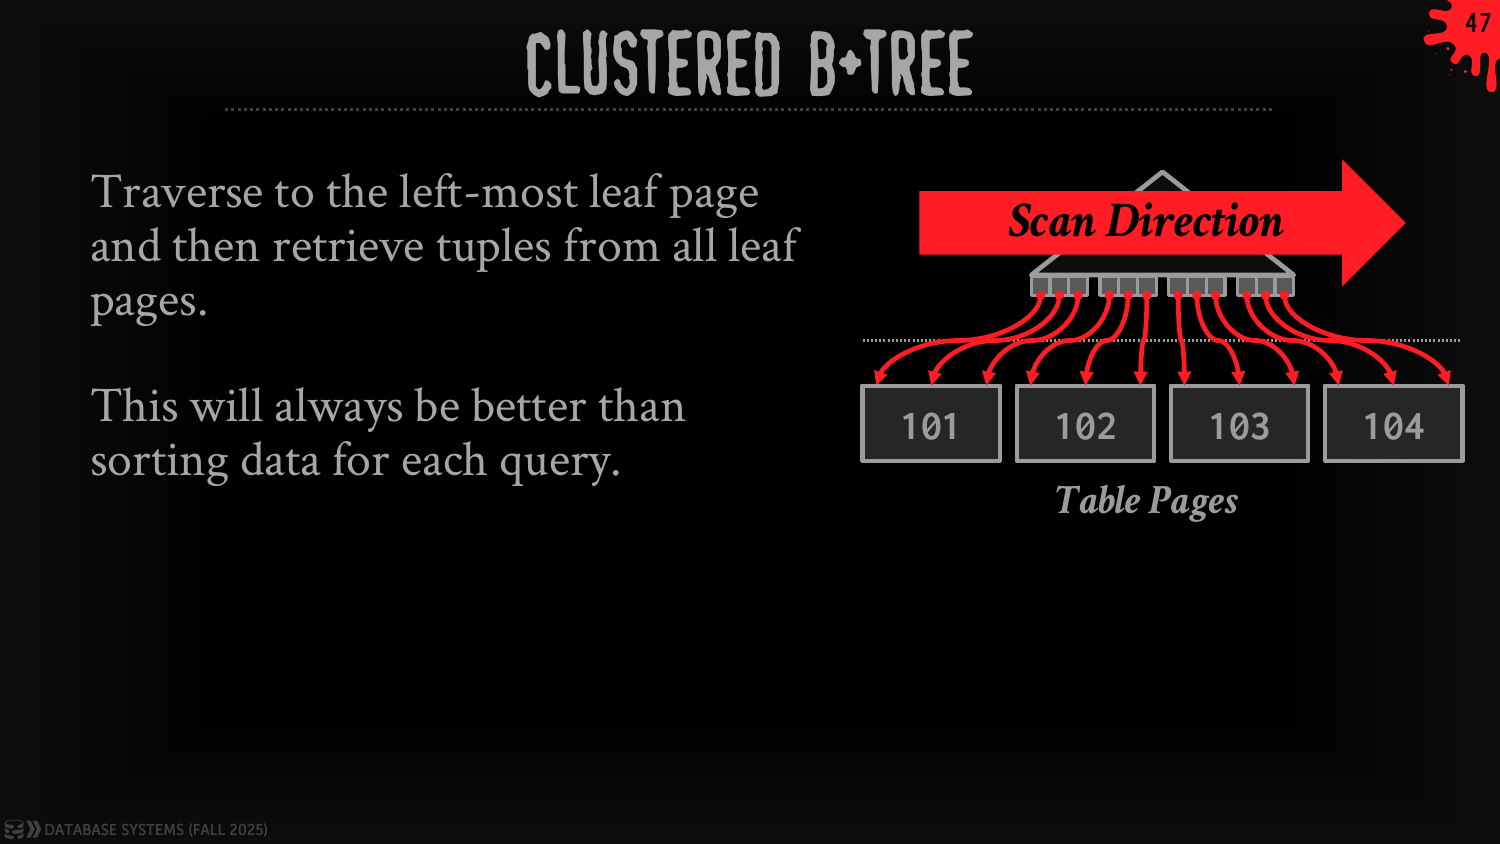 CLUSTERED B+TREE
47
Traverse to the left-most leaf page
and then retrieve tuples from all leaf
pages.
This will always be better than
sorting data for each query.
Scan Direction
101 102 103 104
Table Pages
DATABASE SYSTEMS (FALL 2025)